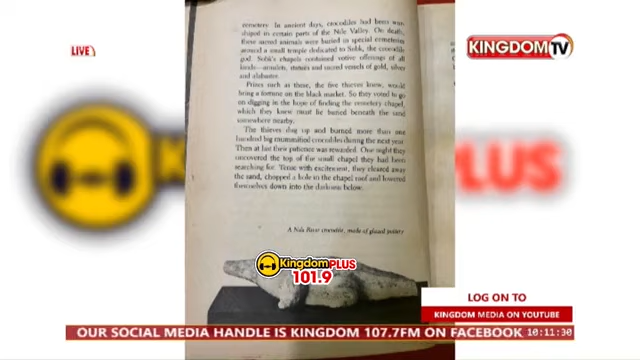 LIVE
KINGDOM TV
cemetery. In ancient days, crocodiles had been wor-
shiped in certain parts of the Nile Valley. On death,
these sacred animals were buried in special cemeteries
around a small temple dedicated to Sobk, the crocodile
god. Sobk's chapels contained votive offerings of all
kinds—amulets, statues and sacred vessels of gold, silver
and alabaster.
Prizes such as these, the five thieves knew, would
bring a fortune on the black market. So they voted to go
on digging in the hope of finding the cemetery chapel,
which they knew must lie buried beneath the sand
somewhere nearby.
The thieves dug up and burned more than one
hundred big mummified crocodiles during the next year.
Then at last their patience was rewarded. One night they
uncovered the top of the small chapel they had been
searching for. Tense with excitement, they cleared away
the sand, chopped a hole in the chapel roof and lowered
themselves down into the darkness below.
A Nile River crocodile, made of glazed pottery
Kingdom PLUS
101.9
LOG ON TO
KINGDOM MEDIA ON YOUTUBE
OUR SOCIAL MEDIA HANDLE IS KINGDOM 107.7FM ON FACEBOOK
10:11:30